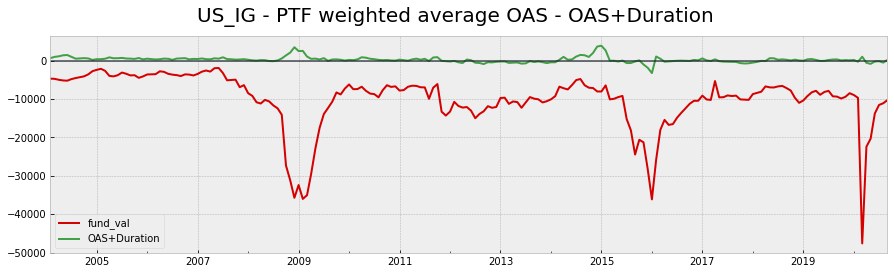 US_IG - PTF weighted average OAS - OAS+Duration
0
−10000
−20000
−30000
−40000
−50000
fund_val
OAS+Duration
2005 2007 2009 2011 2013 2015 2017 2019